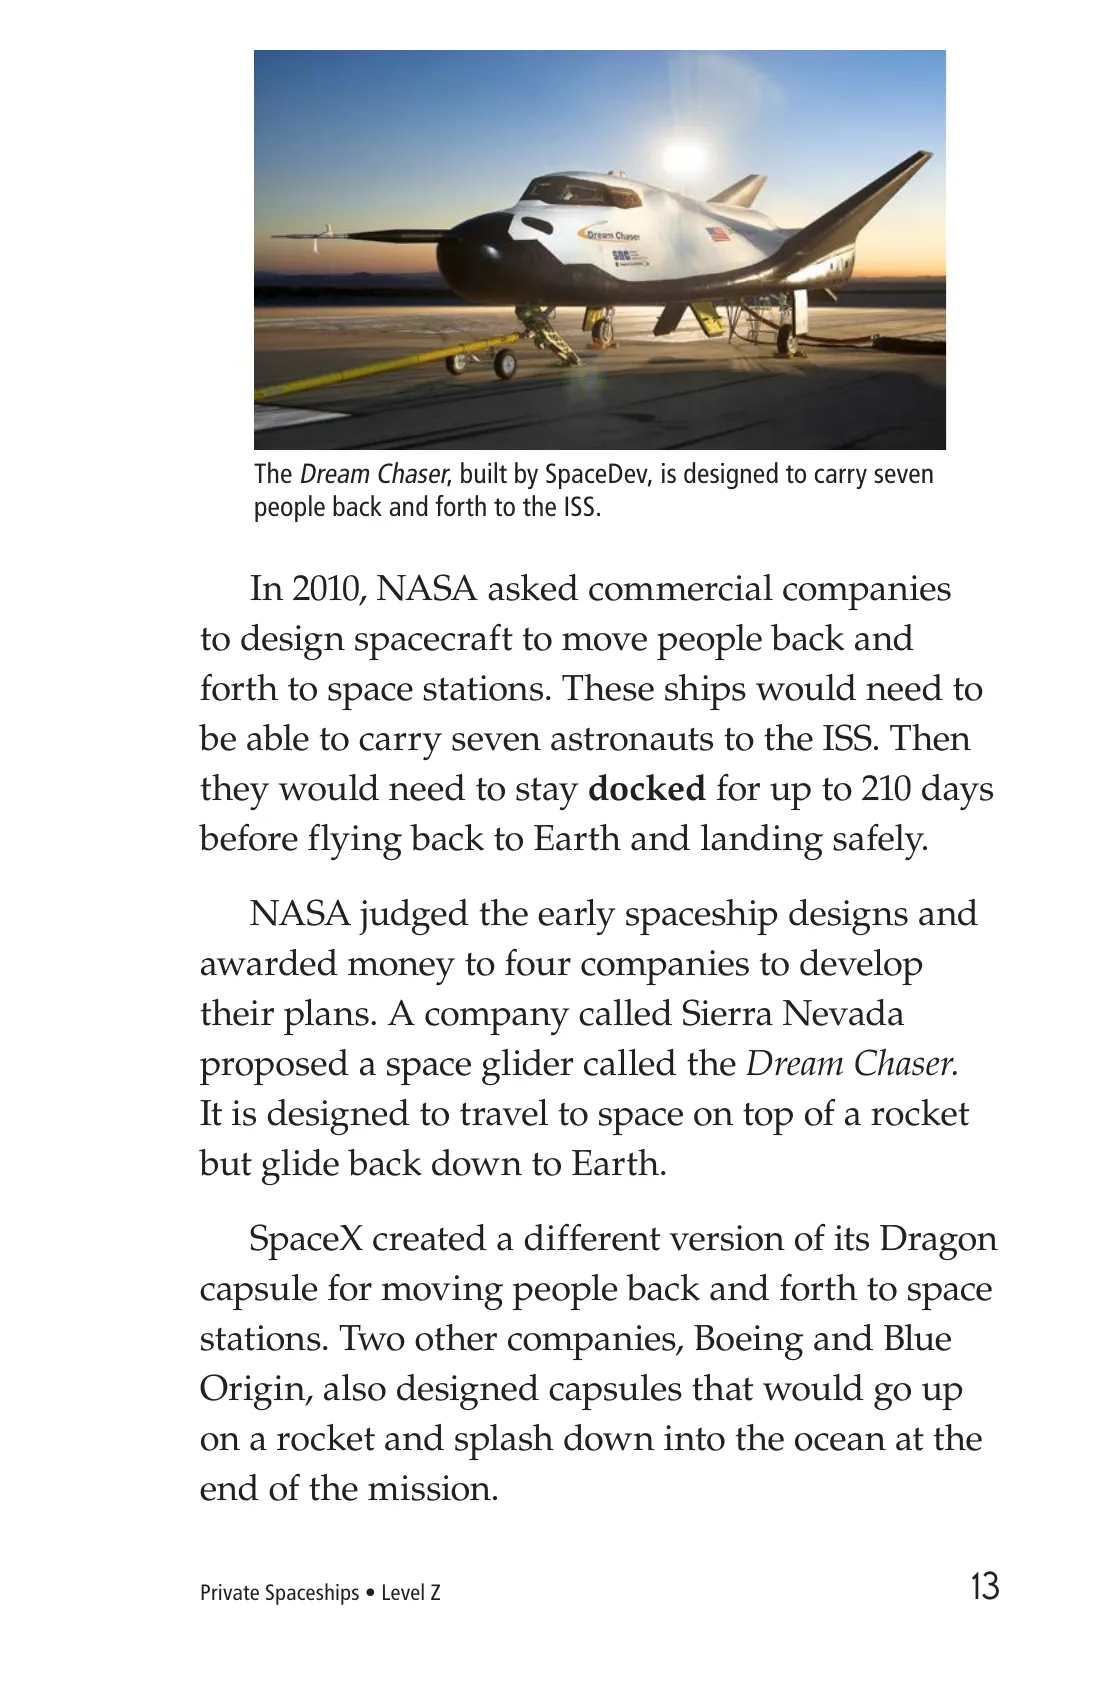 Dream Chaser
SNC
The Dream Chaser, built by SpaceDev, is designed to carry seven
people back and forth to the ISS.
In 2010, NASA asked commercial companies
to design spacecraft to move people back and
forth to space stations. These ships would need to
be able to carry seven astronauts to the ISS. Then
they would need to stay docked for up to 210 days
before flying back to Earth and landing safely.
NASA judged the early spaceship designs and
awarded money to four companies to develop
their plans. A company called Sierra Nevada
proposed a space glider called the Dream Chaser.
It is designed to travel to space on top of a rocket
but glide back down to Earth.
SpaceX created a different version of its Dragon
capsule for moving people back and forth to space
stations. Two other companies, Boeing and Blue
Origin, also designed capsules that would go up
on a rocket and splash down into the ocean at the
end of the mission.
Private Spaceships • Level Z
13